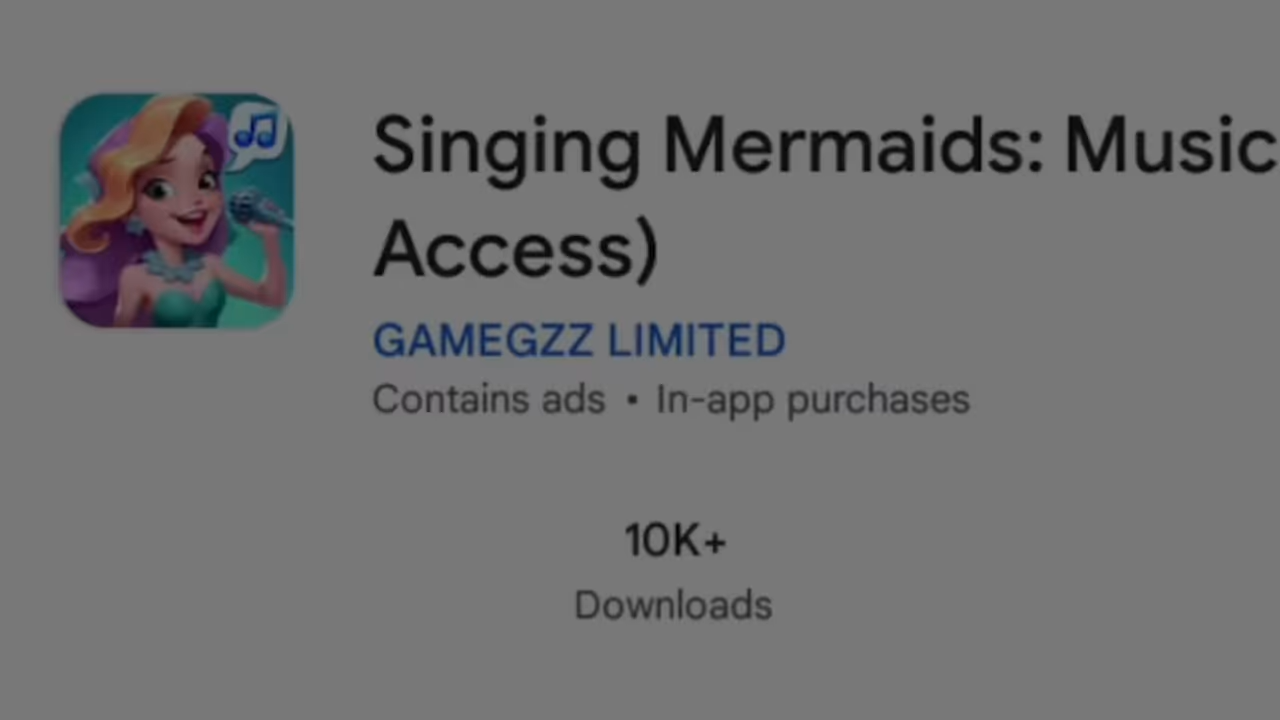 Singing Mermaids: Music
Access)
GAMEGZZ LIMITED
Contains ads • In-app purchases
10K+
Downloads